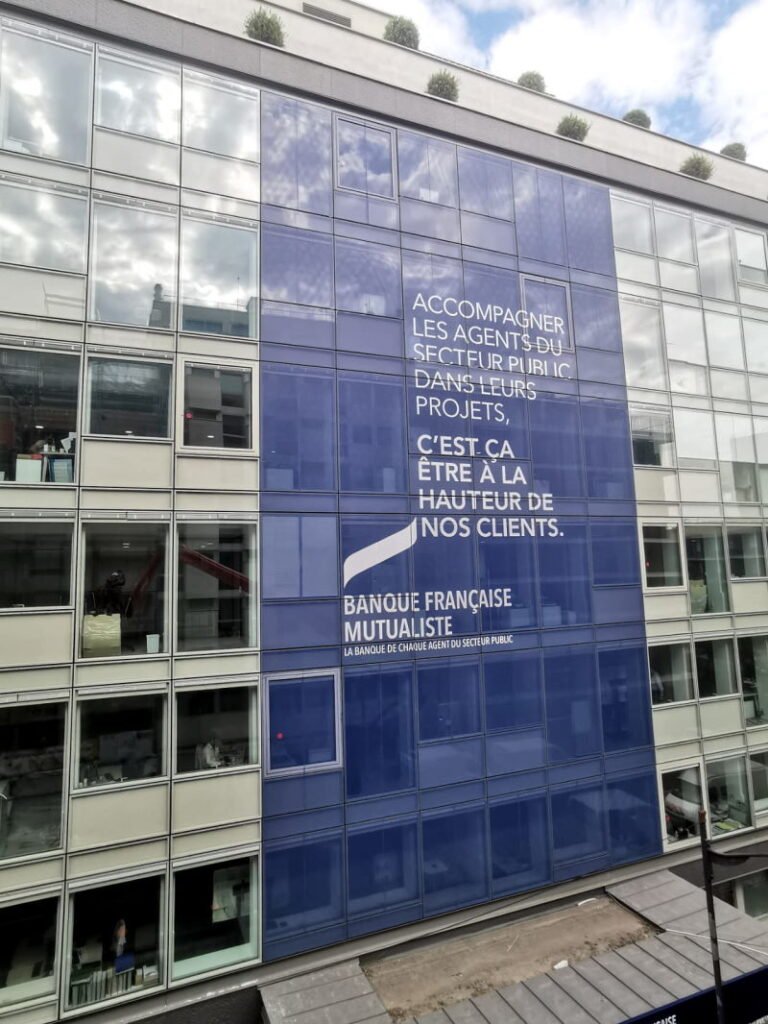 ACCOMPAGNER
LES AGENTS DU
SECTEUR PUBLIC
DANS LEURS
PROJETS,
C'EST ÇA
ÊTRE À LA
HAUTEUR DE
NOS CLIENTS.
BANQUE FRANÇAISE
MUTUALISTE
LA BANQUE DE CHAQUE AGENT DU SECTEUR PUBLIC